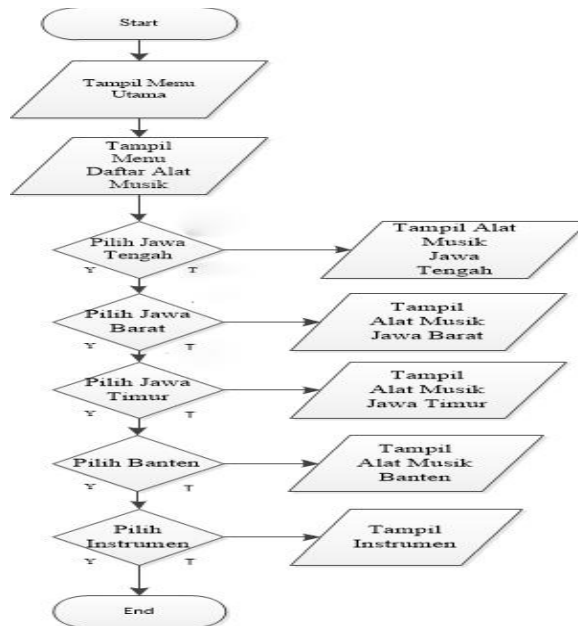 Start
Tampil Menu
Utama
Tampil
Menu
Daftar Alat
Musik
Pilih Jawa
Tengah
Y T
Tampil Alat
Musik
Jawa
Tengah
Pilih Jawa
Barat
Y T
Tampil
Alat Musik
Jawa Barat
Pilih Jawa
Timur
Y T
Tampil
Alat Musik
Jawa Timur
Pilih Banten
Y T
Tampil
Alat Musik
Banten
Pilih
Instrumen
Y T
Tampil
Instrumen
End